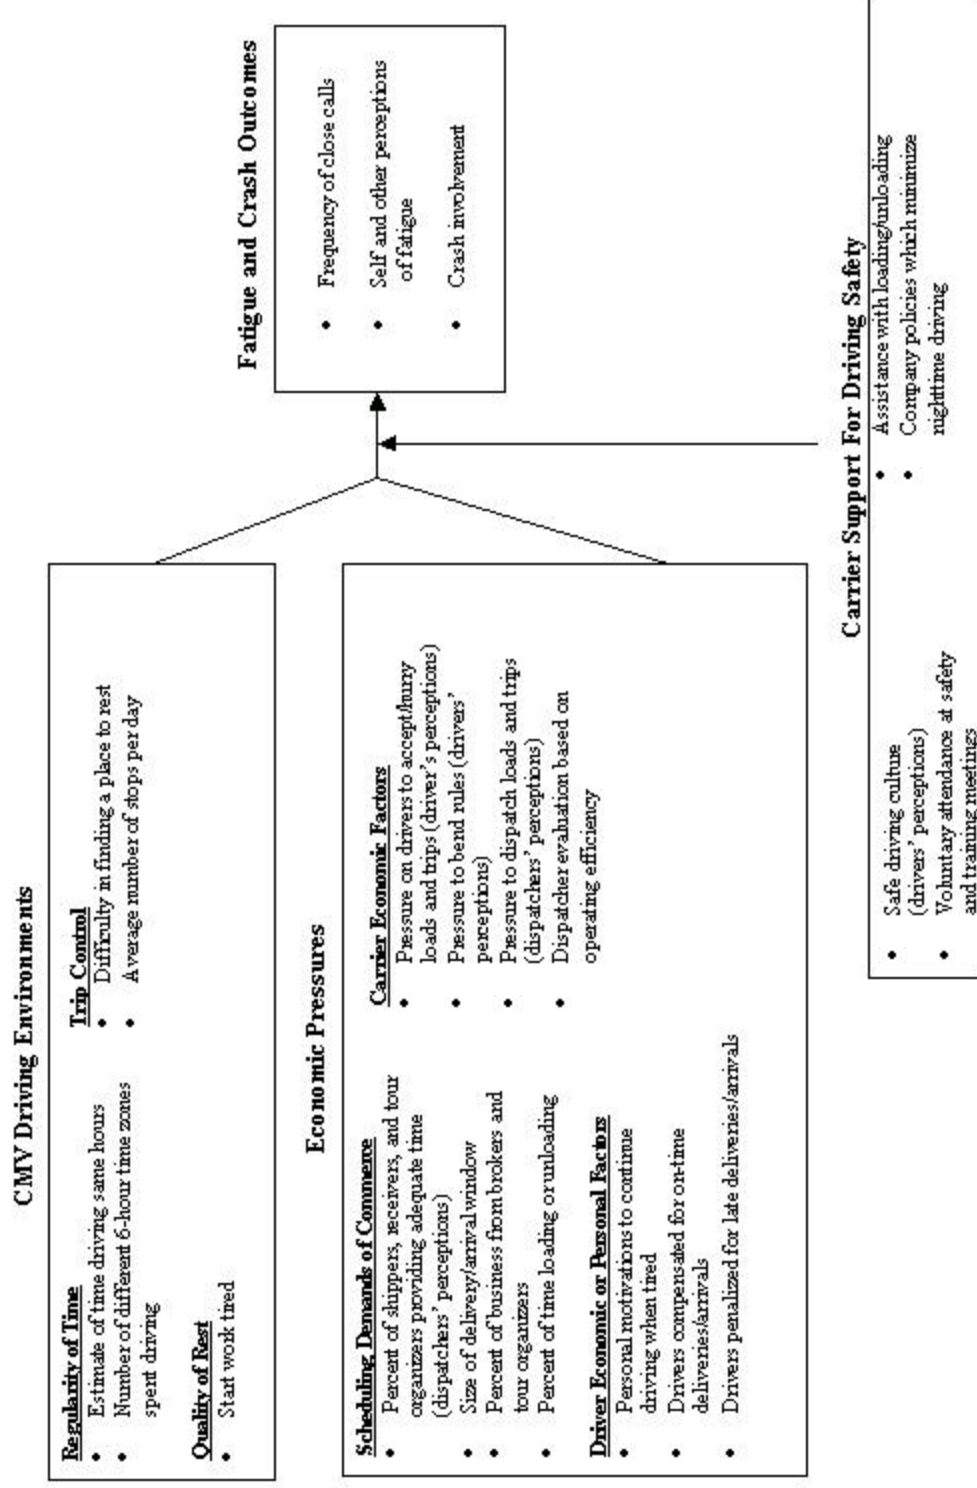 CMV Driving Environments
Regularity of Time
• Estimate of time driving same hours
• Number of different 6-hour time zones
spent driving
Quality of Rest
• Start work tired
Trip Control
• Difficulty in finding a place to rest
• Average number of stops per day
Economic Pressures
Scheduling Demands of Commerce
• Percent of shippers, receivers, and tour
organizers providing adequate time
(dispatchers' perceptions)
• Size of delivery/arrival window
• Percent of business from brokers and
tour organizers
• Percent of time loading or unloading
Driver Economic or Personal Factors
• Personal motivations to continue
driving when tired
• Drivers compensated for on-time
deliveries/arrivals
• Drivers penalized for late deliveries/arrivals
Carrier Economic Factors
• Pressure on drivers to accept/hurry
loads and trips (driver's perceptions)
• Pressure to bend rules (drivers'
perceptions)
• Pressure to dispatch loads and trips
(dispatchers' perceptions)
• Dispatcher evaluation based on
operating efficiency
Fatigue and Crash Outcomes
• Frequency of close calls
• Self and other perceptions
of fatigue
• Crash involvement
Carrier Support For Driving Safety
• Safe driving culture
(drivers' perceptions)
• Voluntary attendance at safety
and training meetings
• Assistance with loading/unloading
• Company policies which minimize
nighttime driving